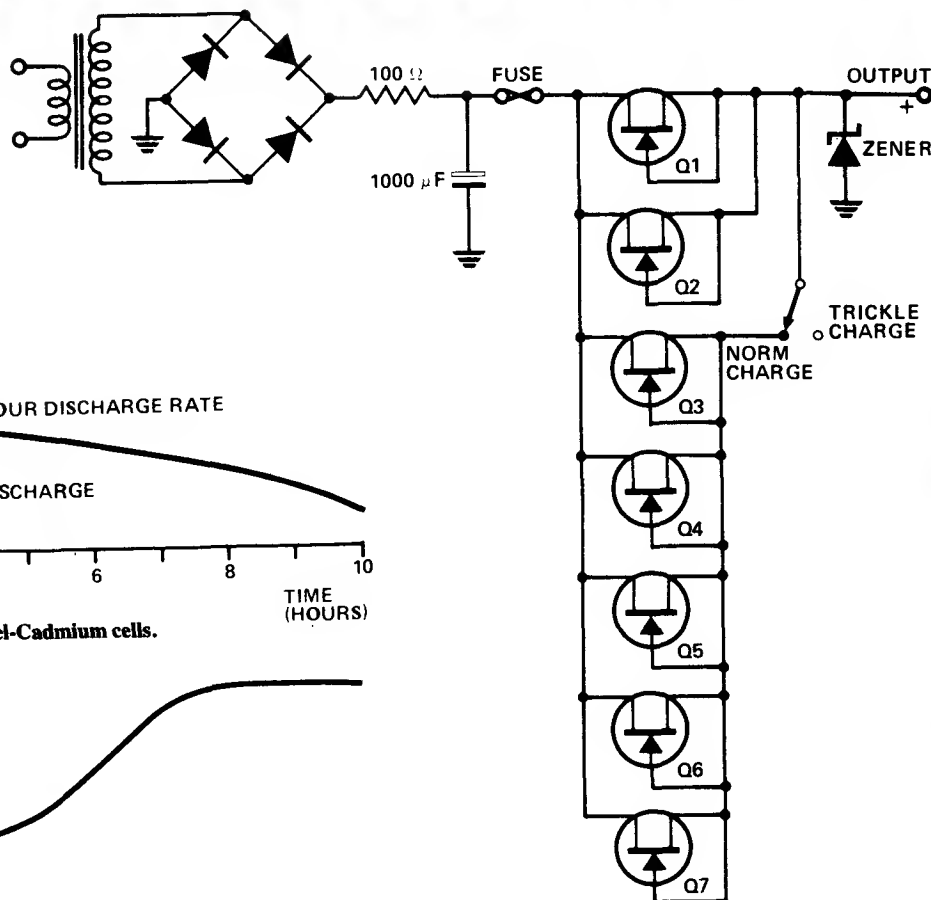 100 Ω
FUSE
OUTPUT
+
1000 µF
ZENER
Q1
Q2
TRICKLE
CHARGE
NORM
CHARGE
Q3
OUR DISCHARGE RATE
SCHARGE
Q4
6
8
10
TIME
(HOURS)
el-Cadmium cells.
Q5
Q6
Q7